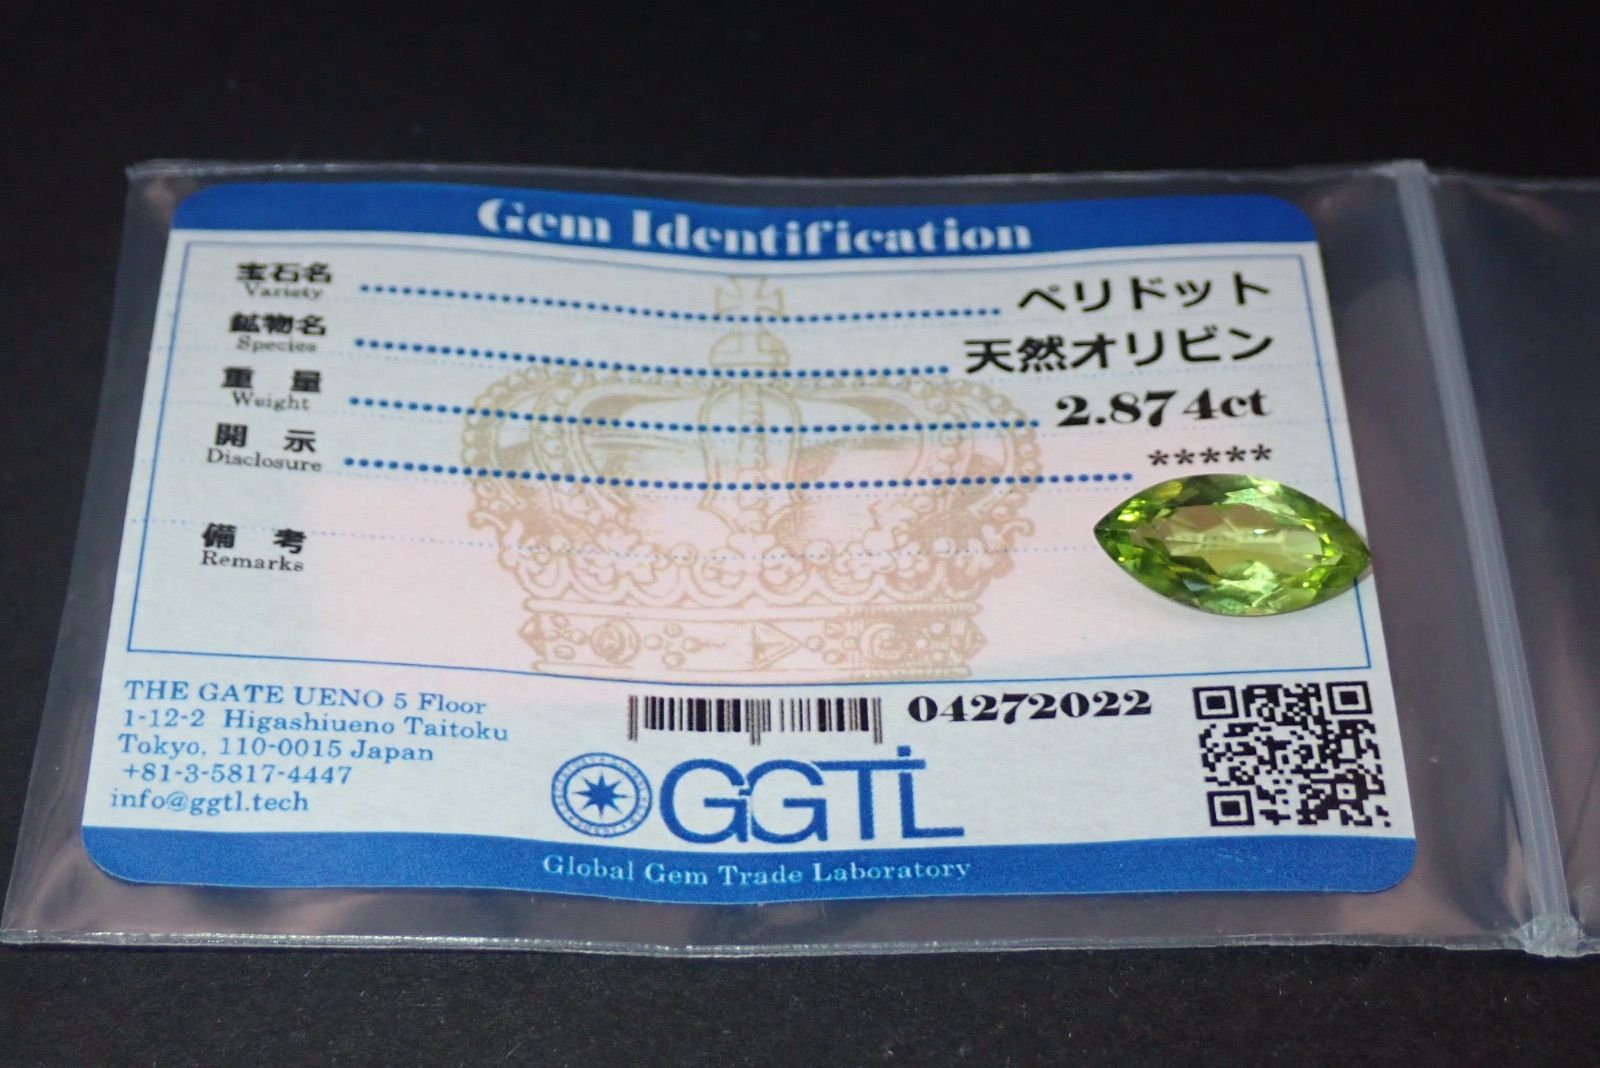 Gem Identification
宝石名 ペリドット
Variety
鉱物名 天然オリビン
Species
重量 2.874ct
Weight
開示 *****
Disclosure
備考
Remarks
THE GATE UENO 5 Floor
1-12-2 Higashiueno Taitoku
Tokyo, 110-0015 Japan
+81-3-5817-4447
info@ggtl.tech
04272022
GGTL
Global Gem Trade Laboratory